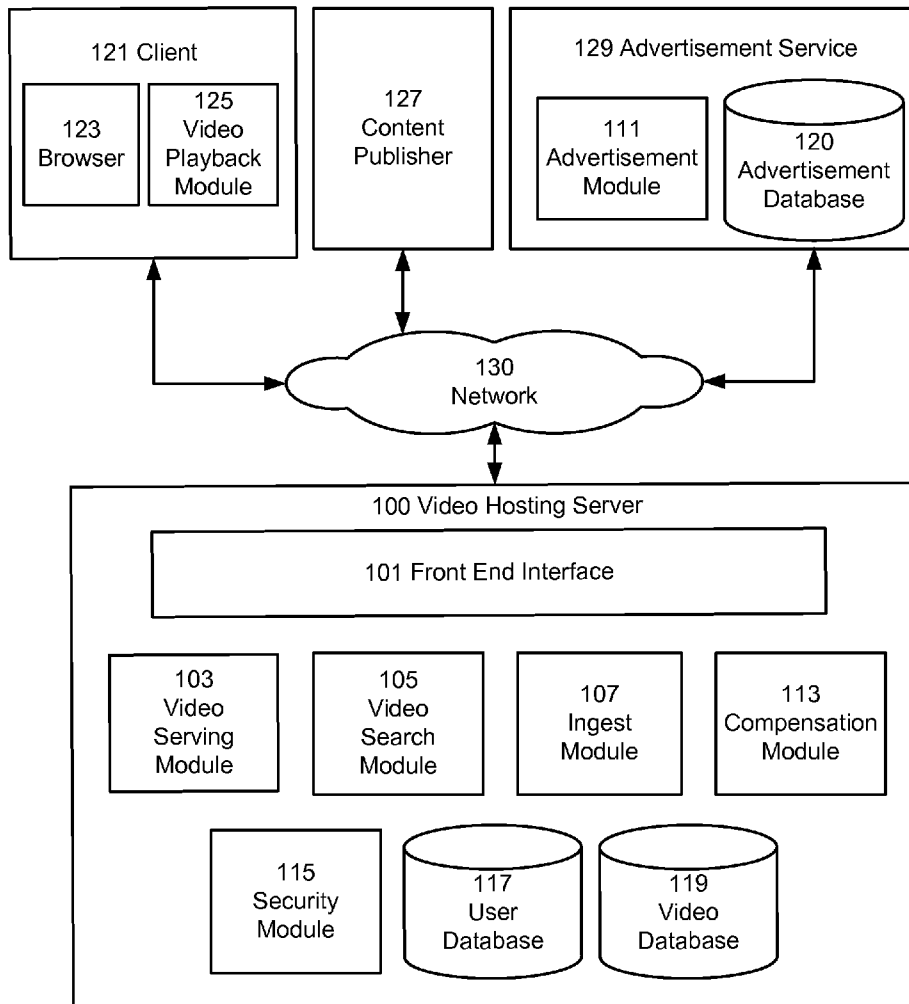 121 Client
123
Browser
125
Video
Playback
Module
127
Content
Publisher
129 Advertisement Service
111
Advertisement
Module
120
Advertisement
Database
130
Network
100 Video Hosting Server
101 Front End Interface
103
Video
Serving
Module
105
Video
Search
Module
107
Ingest
Module
113
Compensation
Module
115
Security
Module
117
User
Database
119
Video
Database